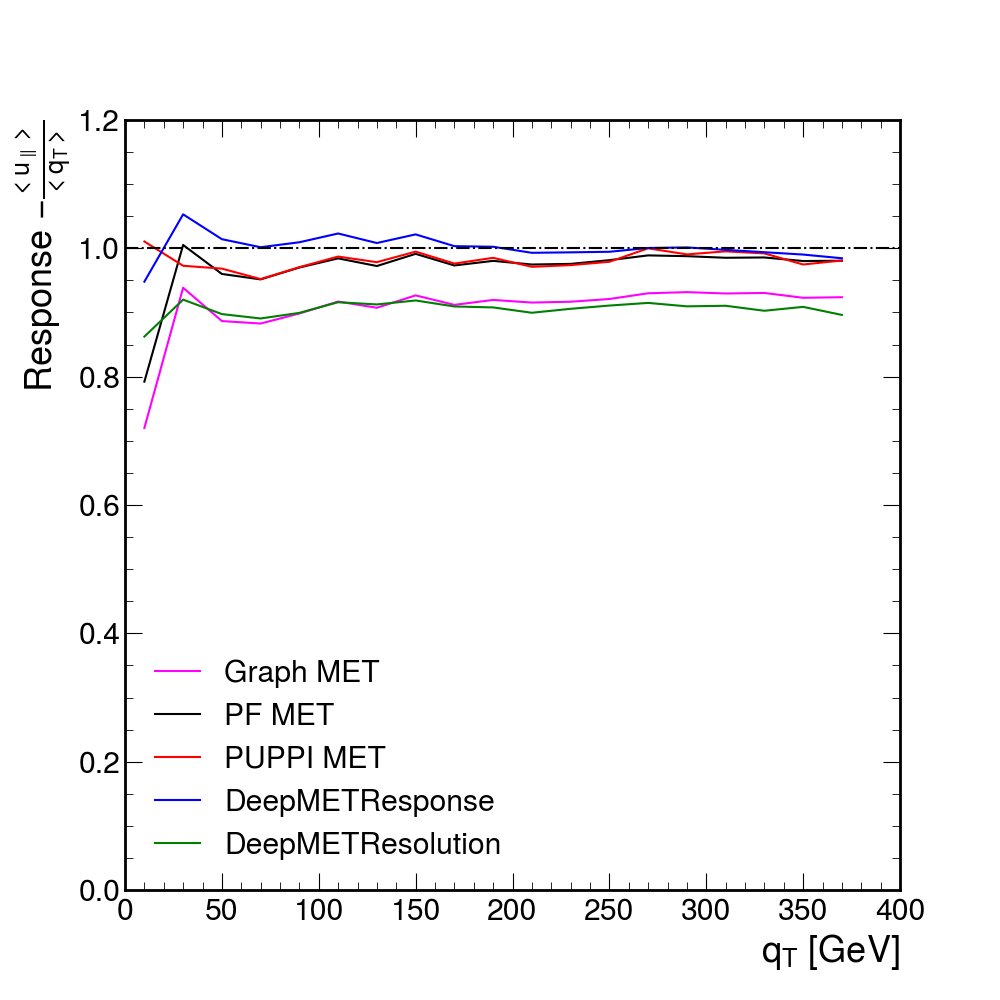 1.2
1.0
0.8
0.6
0.4
0.2
0.0
Response − <u∥> / <qT>
Graph MET
PF MET
PUPPI MET
DeepMETResponse
DeepMETResolution
0 50 100 150 200 250 300 350 400
qT [GeV]